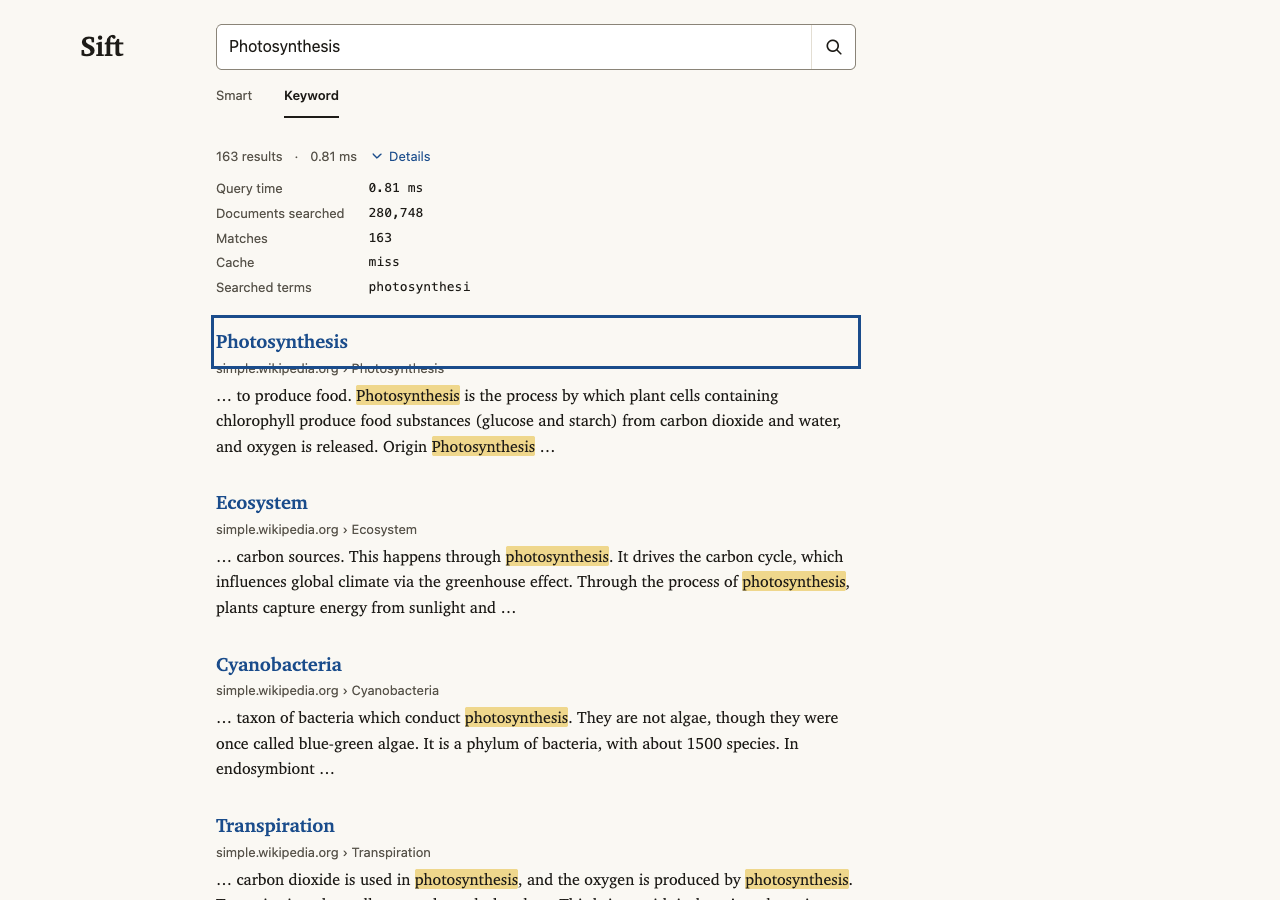 Sift
Photosynthesis
Smart Keyword
163 results · 0.81 ms Details
Query time 0.81 ms
Documents searched 280,748
Matches 163
Cache miss
Searched terms photosynthesi
Photosynthesis
simple.wikipedia.org › Photosynthesis
… to produce food. Photosynthesis is the process by which plant cells containing
chlorophyll produce food substances (glucose and starch) from carbon dioxide and water,
and oxygen is released. Origin Photosynthesis …
Ecosystem
simple.wikipedia.org › Ecosystem
… carbon sources. This happens through photosynthesis. It drives the carbon cycle, which
influences global climate via the greenhouse effect. Through the process of photosynthesis,
plants capture energy from sunlight and …
Cyanobacteria
simple.wikipedia.org › Cyanobacteria
… taxon of bacteria which conduct photosynthesis. They are not algae, though they were
once called blue-green algae. It is a phylum of bacteria, with about 1500 species. In
endosymbiont …
Transpiration
simple.wikipedia.org › Transpiration
… carbon dioxide is used in photosynthesis, and the oxygen is produced by photosynthesis.